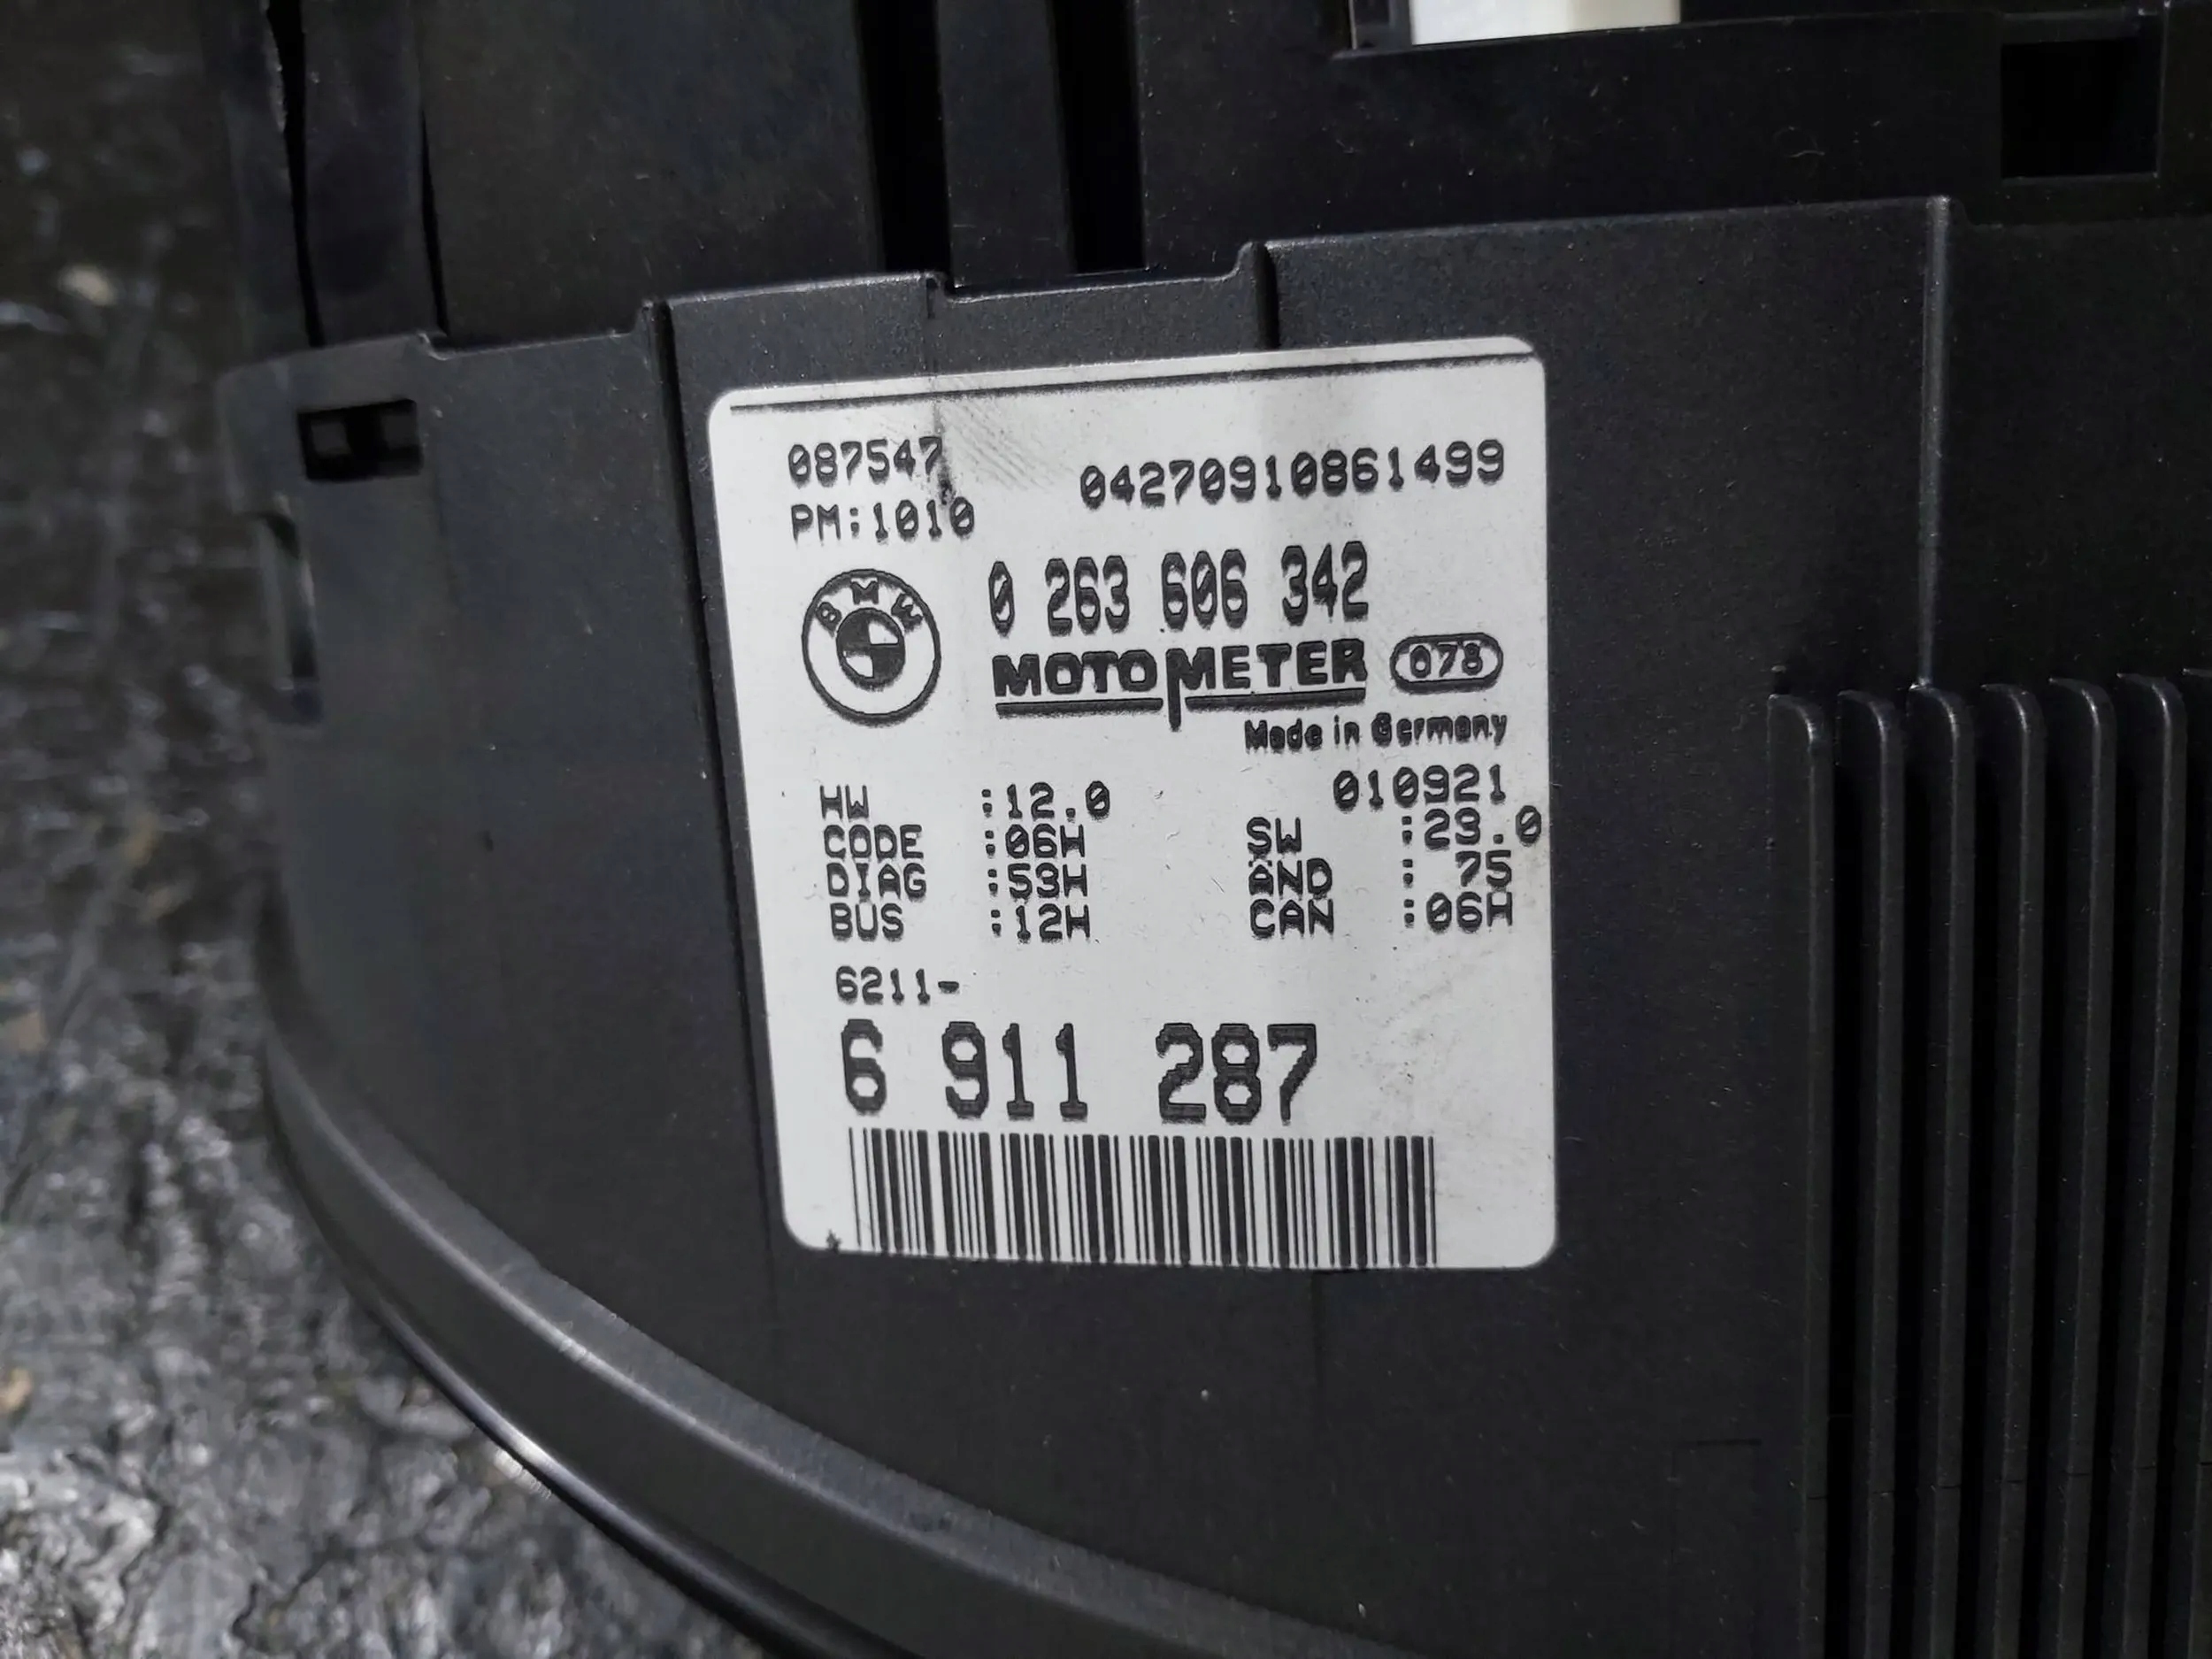 087547 04270910861499
PM:1010
BMW
0 263 606 342
MOTOMETER 078
Made in Germany
010921
HW :12.0 SW :23.0
CODE :06H AND : 75
DIAG :53H CAN :06H
BUS :12H
6211-
6 911 287